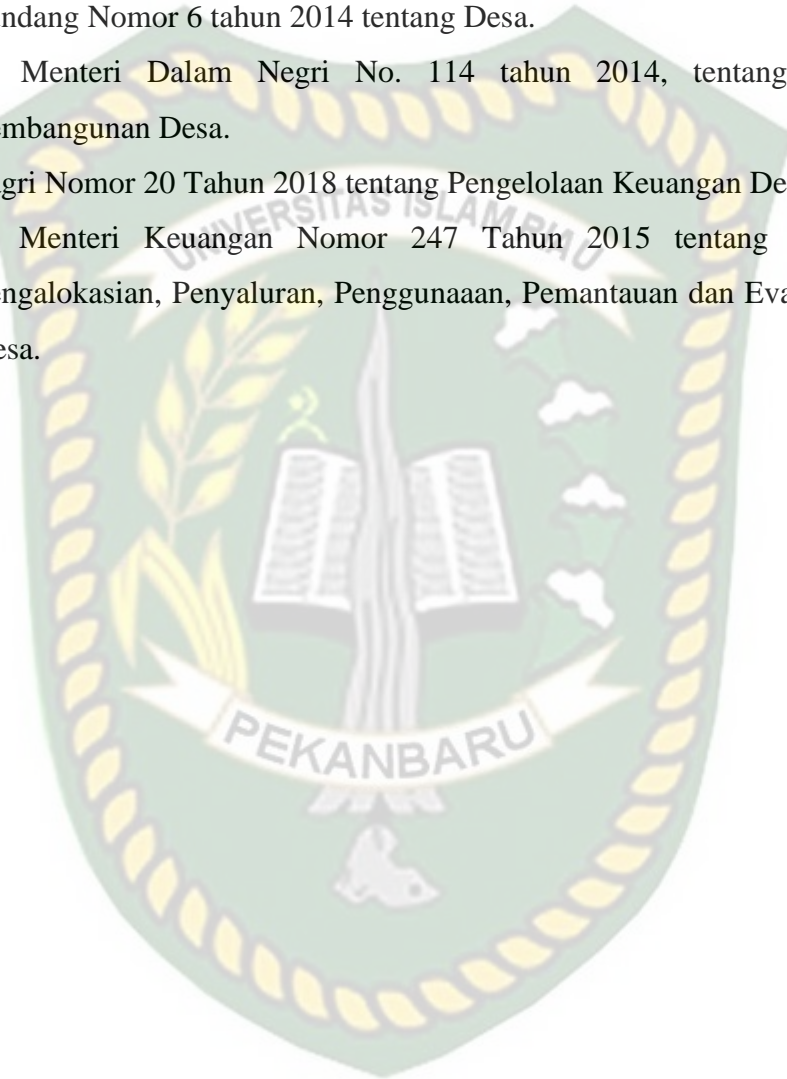 ndang Nomor 6 tahun 2014 tentang Desa.
Menteri Dalam Negri No. 114 tahun 2014, tentang
embangunan Desa.
gri Nomor 20 Tahun 2018 tentang Pengelolaan Keuangan De
Menteri Keuangan Nomor 247 Tahun 2015 tentang
engalokasian, Penyaluran, Penggunaaan, Pemantauan dan Eva
esa.
UNIVERSITAS ISLAM RIAU
PEKANBARU